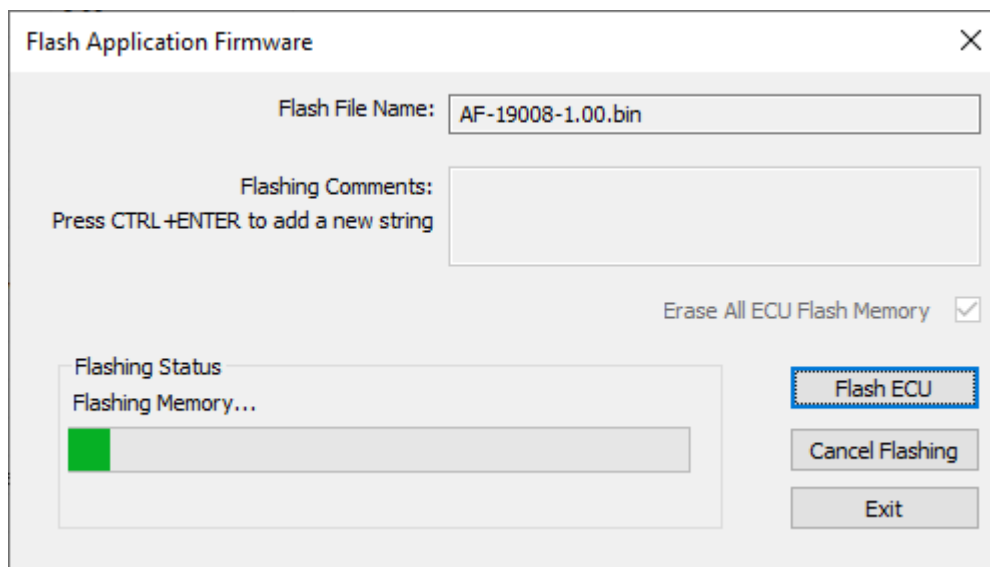 Flash Application Firmware
Flash File Name:
AF-19008-1.00.bin
Flashing Comments:
Press CTRL+ENTER to add a new string
Erase All ECU Flash Memory
Flashing Status
Flashing Memory...
Flash ECU
Cancel Flashing
Exit